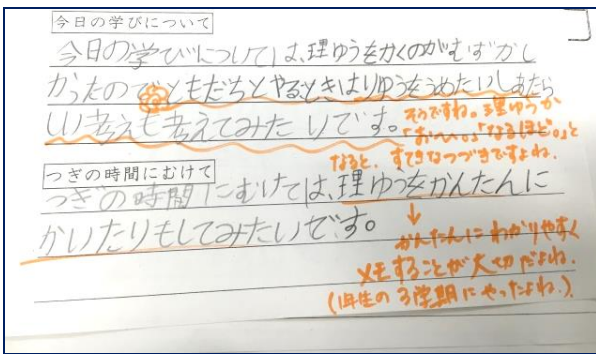 今日の学びについて
今日の学びについては、理ゆうをかくのがむずかし
かったのでともだちとやるときはりゆうをうめたいしあたら
しい考えも考えてみたいです。
そうですね。理ゆうが
「おへ〜。」「なるほど。」と
なると、すてきなつづきですよね。
つぎの時間にむけて
つぎの時間にむけては、理ゆうをかんたんに
かいたりもしてみたいです。
↓
かんたんにわかりやすく
メモすることが大切だよね。
(1年生の3学期にやったよね。)